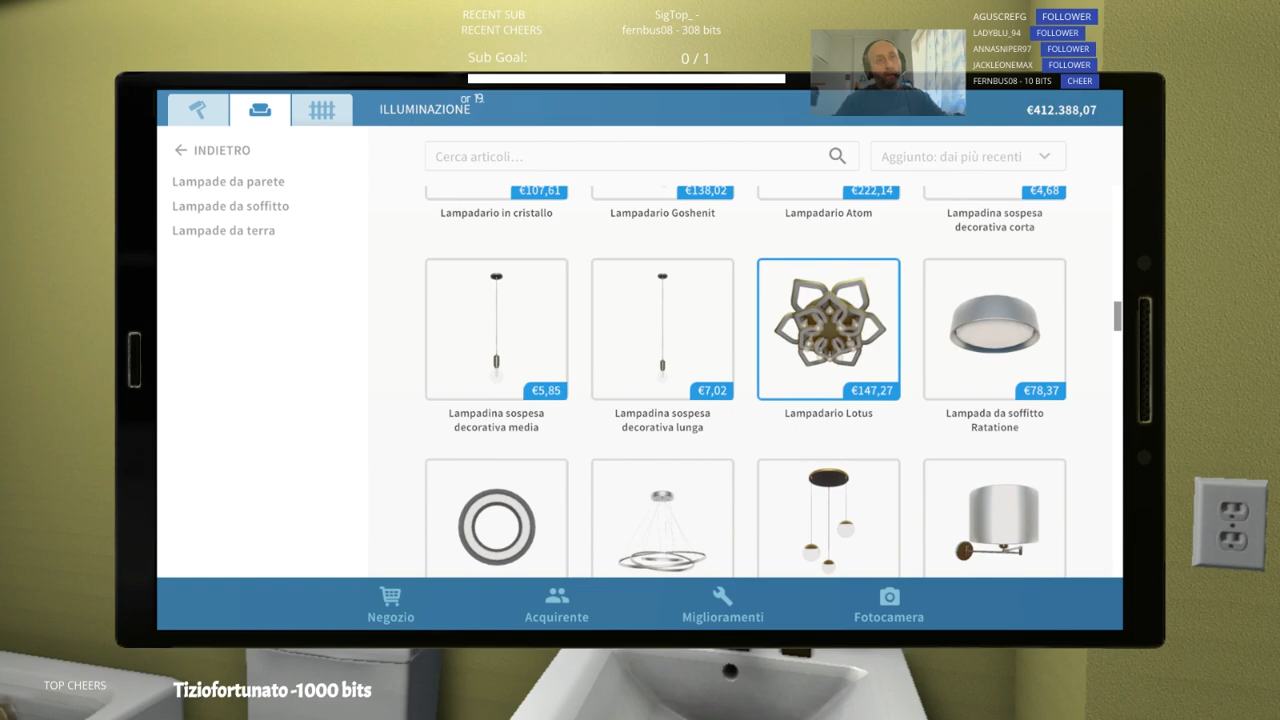 RECENT SUB
SigTop_ -
RECENT CHEERS
fernbus08 - 308 bits
Sub Goal:
0 / 1
AGUSCREFG FOLLOWER
LADYBLU_94 FOLLOWER
ANNASNIPER97 FOLLOWER
JACKLEONEMAX FOLLOWER
FERNBUS08 - 10 BITS CHEER
or 19.
ILLUMINAZIONE
€412.388,07
INDIETRO
Lampade da parete
Lampade da soffitto
Lampade da terra
Cerca articoli...
Aggiunto: dai più recenti
€107,61
€138,02
€222,14
€4,68
Lampadario in cristallo
Lampadario Goshenit
Lampadario Atom
Lampadina sospesa
decorativa corta
€5,85
€7,02
€147,27
€78,37
Lampadina sospesa
decorativa media
Lampadina sospesa
decorativa lunga
Lampadario Lotus
Lampada da soffitto
Ratatione
Negozio
Acquirente
Miglioramenti
Fotocamera
TOP CHEERS
Tiziofortunato -1000 bits